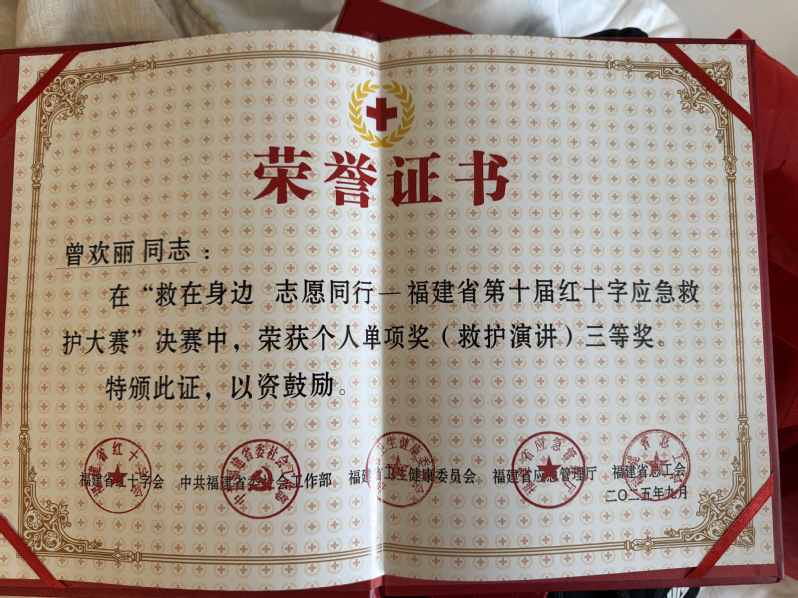 荣誉证书
曾欢丽 同志：
在“救在身边 志愿同行—福建省第十届红十字应急救
护大赛”决赛中，荣获个人单项奖（救护演讲）三等奖。
特颁此证，以资鼓励。
福建省红十字会 中共福建省委社会工作部 福建省卫生健康委员会 福建省应急管理厅 福建省总工会
二〇二五年九月